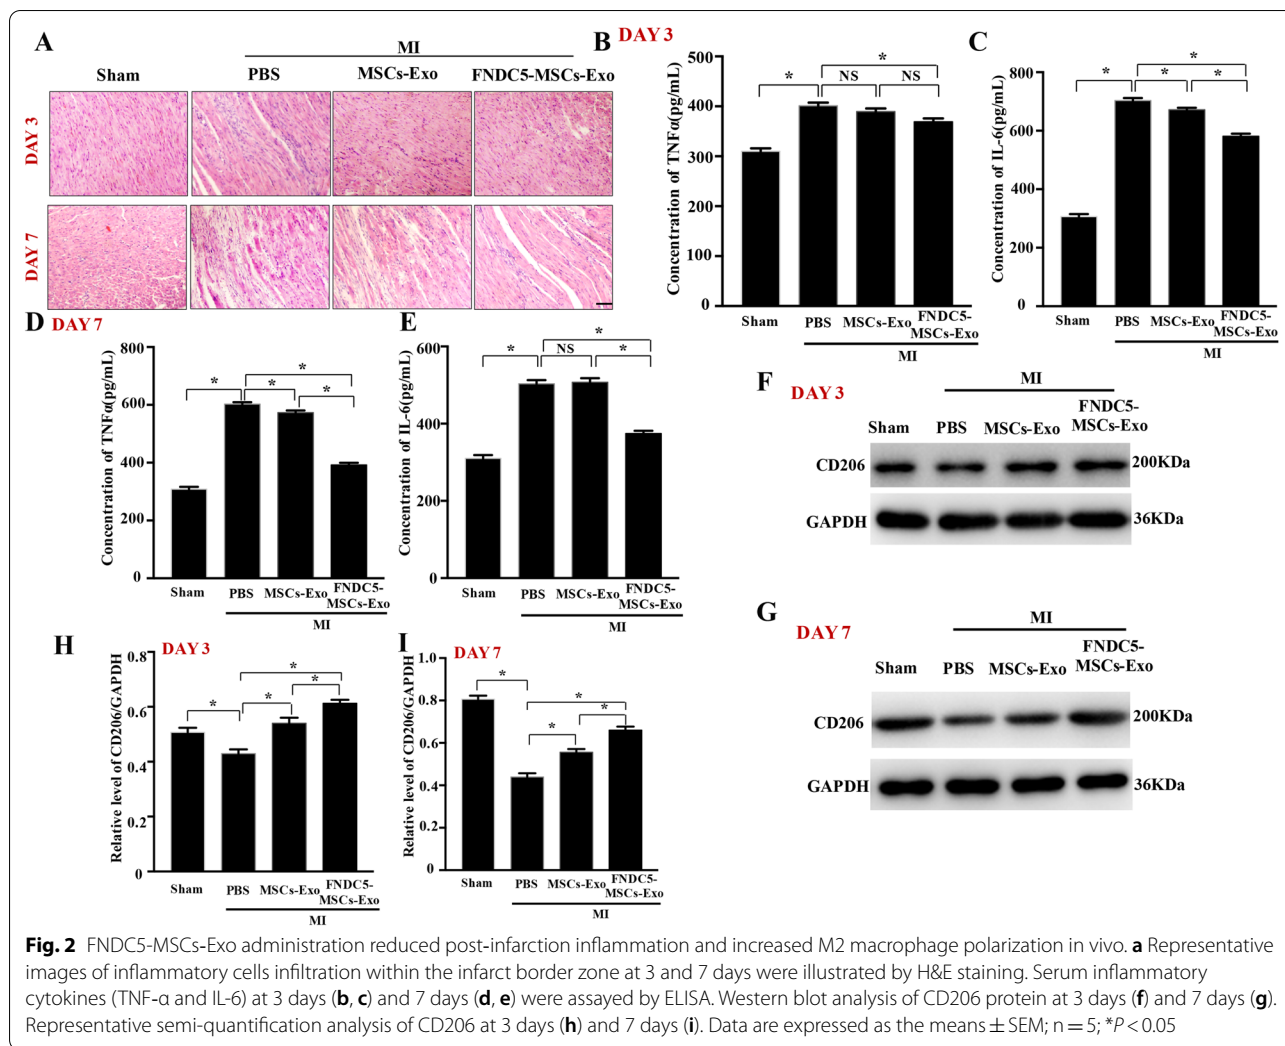 A
MI
Sham
PBS
MSCs-Exo
FNDC5-MSCs-Exo
DAY 3
DAY 7
B DAY 3
Concentration of TNFα(pg/mL)
500
400
300
200
100
0
*
*
NS
NS
Sham
PBS
MSCs-Exo
FNDC5-
MSCs-Exo
MI
C
Concentration of IL-6(pg/mL)
800
600
400
200
0
*
*
*
*
Sham
PBS
MSCs-Exo
FNDC5-
MSCs-Exo
MI
D DAY 7
Concentration of TNFα(pg/mL)
800
600
400
200
0
*
*
*
*
Sham
PBS
MSCs-Exo
FNDC5-
MSCs-Exo
MI
E
Concentration of IL-6(pg/mL)
600
400
200
0
*
*
NS
*
Sham
PBS
MSCs-Exo
FNDC5-
MSCs-Exo
MI
F DAY 3
MI
Sham
PBS
MSCs-Exo
FNDC5-
MSCs-Exo
CD206
200KDa
GAPDH
36KDa
G DAY 7
MI
Sham
PBS
MSCs-Exo
FNDC5-
MSCs-Exo
CD206
200KDa
GAPDH
36KDa
H DAY 3
Relative level of CD206/GAPDH
0.8
0.6
0.4
0.2
0
*
*
*
*
Sham
PBS
MSCs-Exo
FNDC5-
MSCs-Exo
MI
I DAY 7
Relative level of CD206/GAPDH
1.0
0.8
0.6
0.4
0.2
0
*
*
*
*
Sham
PBS
MSCs-Exo
FNDC5-
MSCs-Exo
MI
Fig. 2 FNDC5-MSCs-Exo administration reduced post-infarction inflammation and increased M2 macrophage polarization in vivo. a Representative
images of inflammatory cells infiltration within the infarct border zone at 3 and 7 days were illustrated by H&E staining. Serum inflammatory
cytokines (TNF-α and IL-6) at 3 days (b, c) and 7 days (d, e) were assayed by ELISA. Western blot analysis of CD206 protein at 3 days (f) and 7 days (g).
Representative semi-quantification analysis of CD206 at 3 days (h) and 7 days (i). Data are expressed as the means ± SEM; n = 5; *P < 0.05